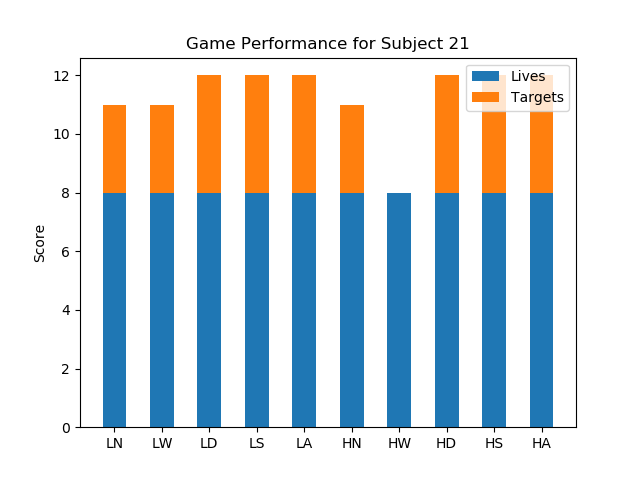 Game Performance for Subject 21
Lives
Targets
12
10
8
6
4
2
0
Score
LN LW LD LS LA HN HW HD HS HA